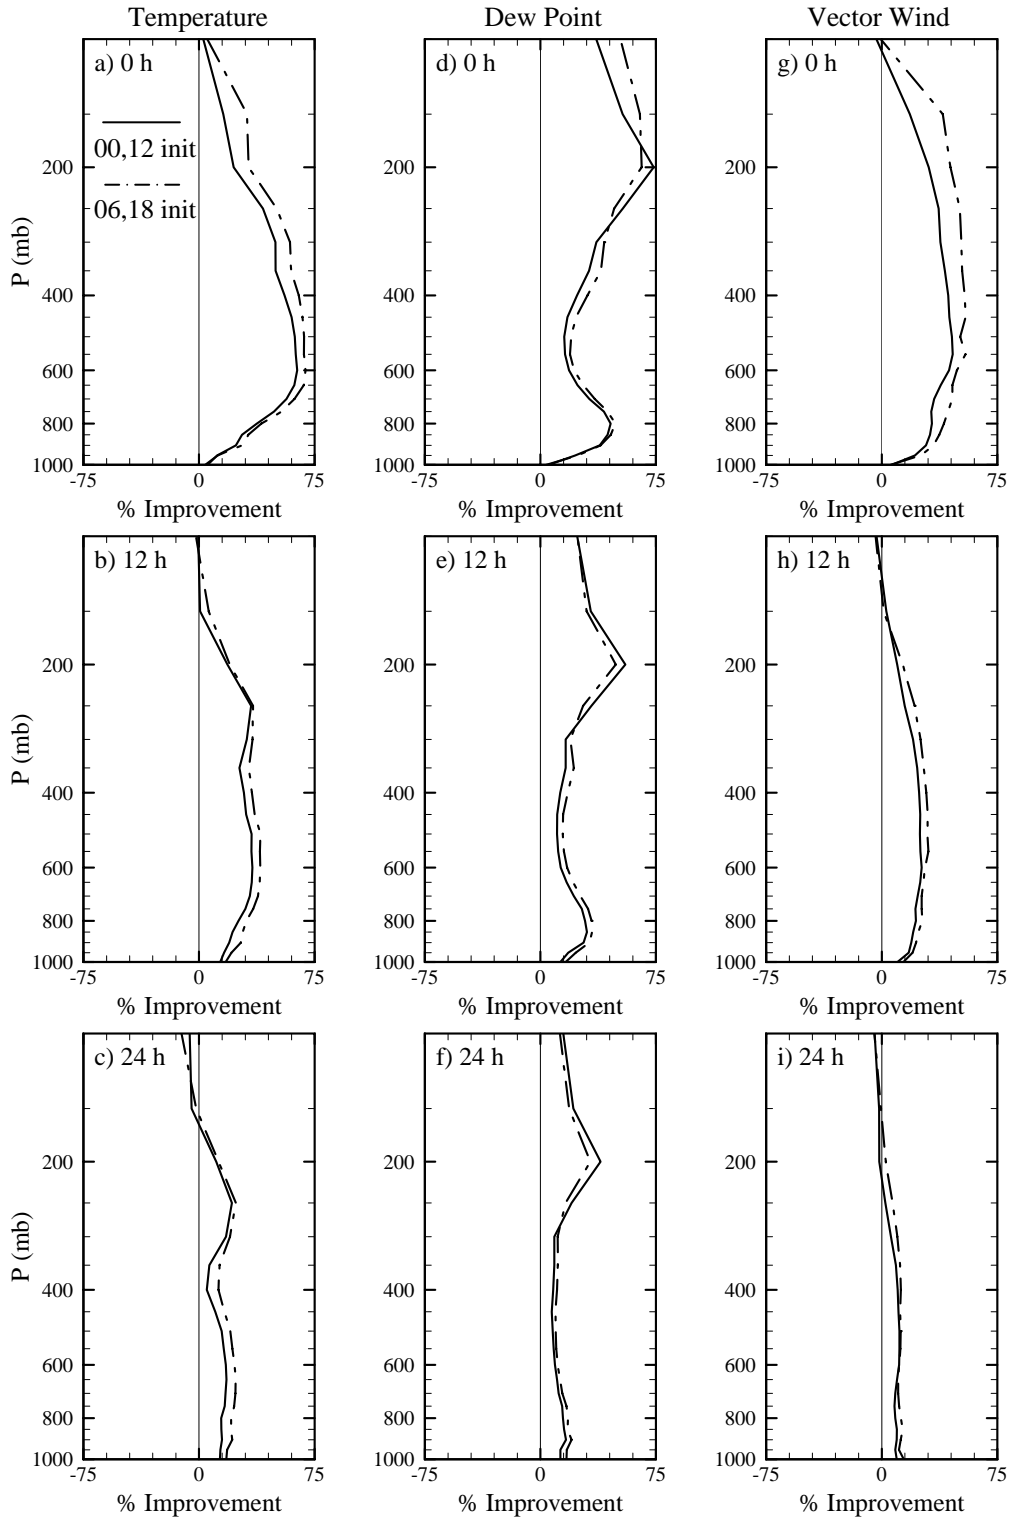 Temperature Dew Point Vector Wind
a) 0 h d) 0 h g) 0 h
00,12 init
200 200 200
06,18 init
P (mb)
400 400 400
600 600 600
800 800 800
1000 1000 1000
-75 0 75 -75 0 75 -75 0 75
% Improvement % Improvement % Improvement
b) 12 h e) 12 h h) 12 h
200 200 200
P (mb)
400 400 400
600 600 600
800 800 800
1000 1000 1000
-75 0 75 -75 0 75 -75 0 75
% Improvement % Improvement % Improvement
c) 24 h f) 24 h i) 24 h
200 200 200
P (mb)
400 400 400
600 600 600
800 800 800
1000 1000 1000
-75 0 75 -75 0 75 -75 0 75
% Improvement % Improvement % Improvement